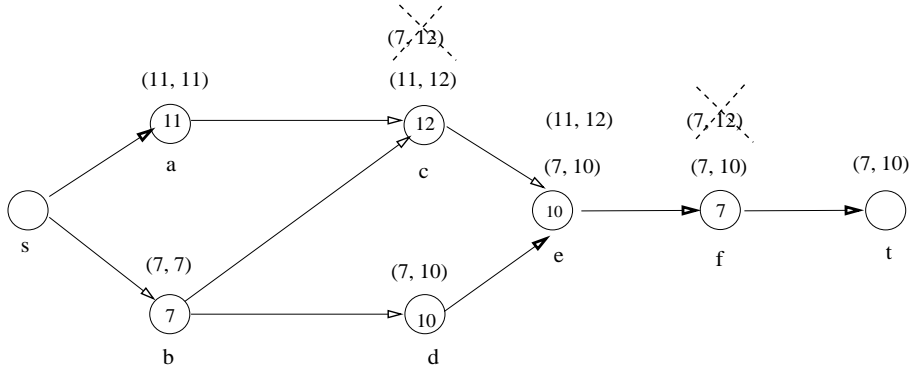 (7, 12)
(11, 11)
(11, 12)
11
a
12
c
(11, 12)
(7, 12)
(7, 10)
(7, 10)
(7, 10)
s
10
e
7
f
t
(7, 7)
(7, 10)
7
b
10
d